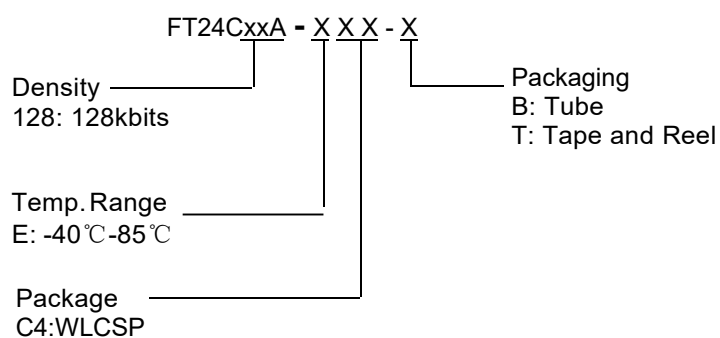 FT24CxxA - X X X - X
Density
128: 128kbits
Packaging
B: Tube
T: Tape and Reel
Temp. Range
E: -40℃-85℃
Package
C4:WLCSP